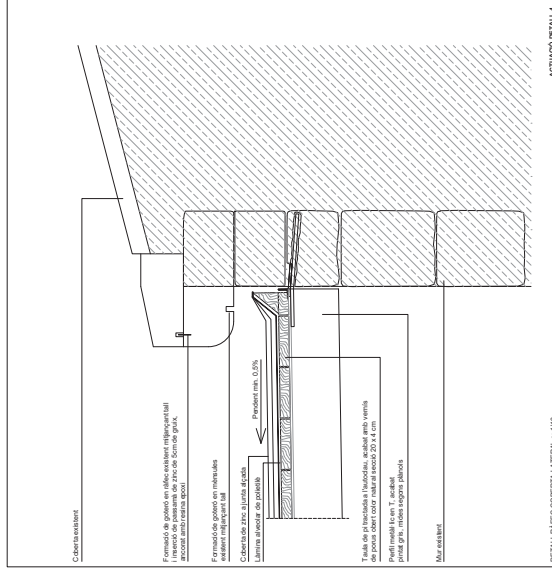 Coberta existent
Formació de goteró en ràfec existent mitjançant tall
i inserció de passamà de zinc de 5cm de gruix,
ancorat amb resina epoxi
Formació de goteró en mènsules
existent mitjançant tall
Coberta de zinc a junta alçada
Làmina alveolar de polietilè
Pendent mín. 0,5%
Taula de pi tractada a l'autoclau, acabat amb vernís
de porus obert color natural secció 20 x 4 cm
Perfil metàl·lic en T, acabat
pintat gris, mides segons plànols
Mur existent